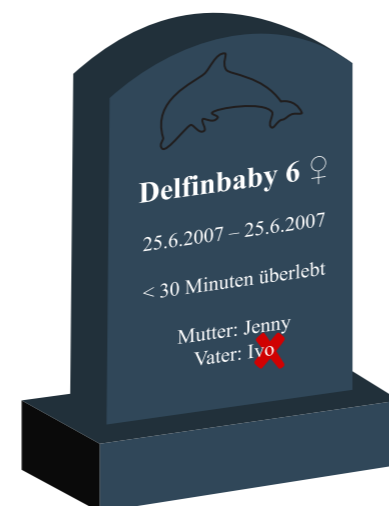 Delfinbaby 6 ♀
25.6.2007 – 25.6.2007
< 30 Minuten überlebt
Mutter: Jenny
Vater: Ivo